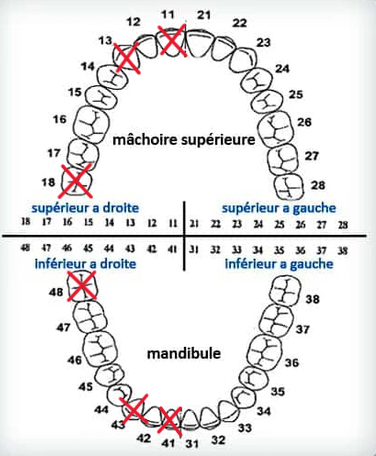 11 21
12 22
13 23
14 24
15 25
16 26
mâchoire supérieure
17 27
18 28
supérieur a droite supérieur a gauche
18 17 16 15 14 13 12 11 21 22 23 24 25 26 27 28
48 47 46 45 44 43 42 41 31 32 33 34 35 36 37 38
inférieur a droite inférieur a gauche
48 38
47 37
46 36
mandibule
45 35
44 34
43 33
42 41 31 32